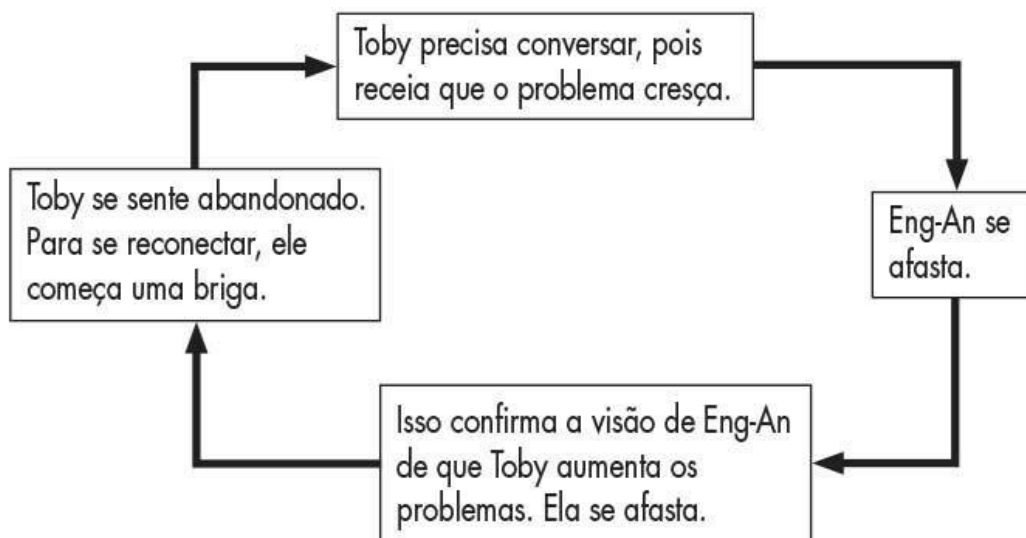 Toby precisa conversar, pois
receia que o problema cresça.
Eng-An se
afasta.
Isso confirma a visão de Eng-An
de que Toby aumenta os
problemas. Ela se afasta.
Toby se sente abandonado.
Para se reconectar, ele
começa uma briga.